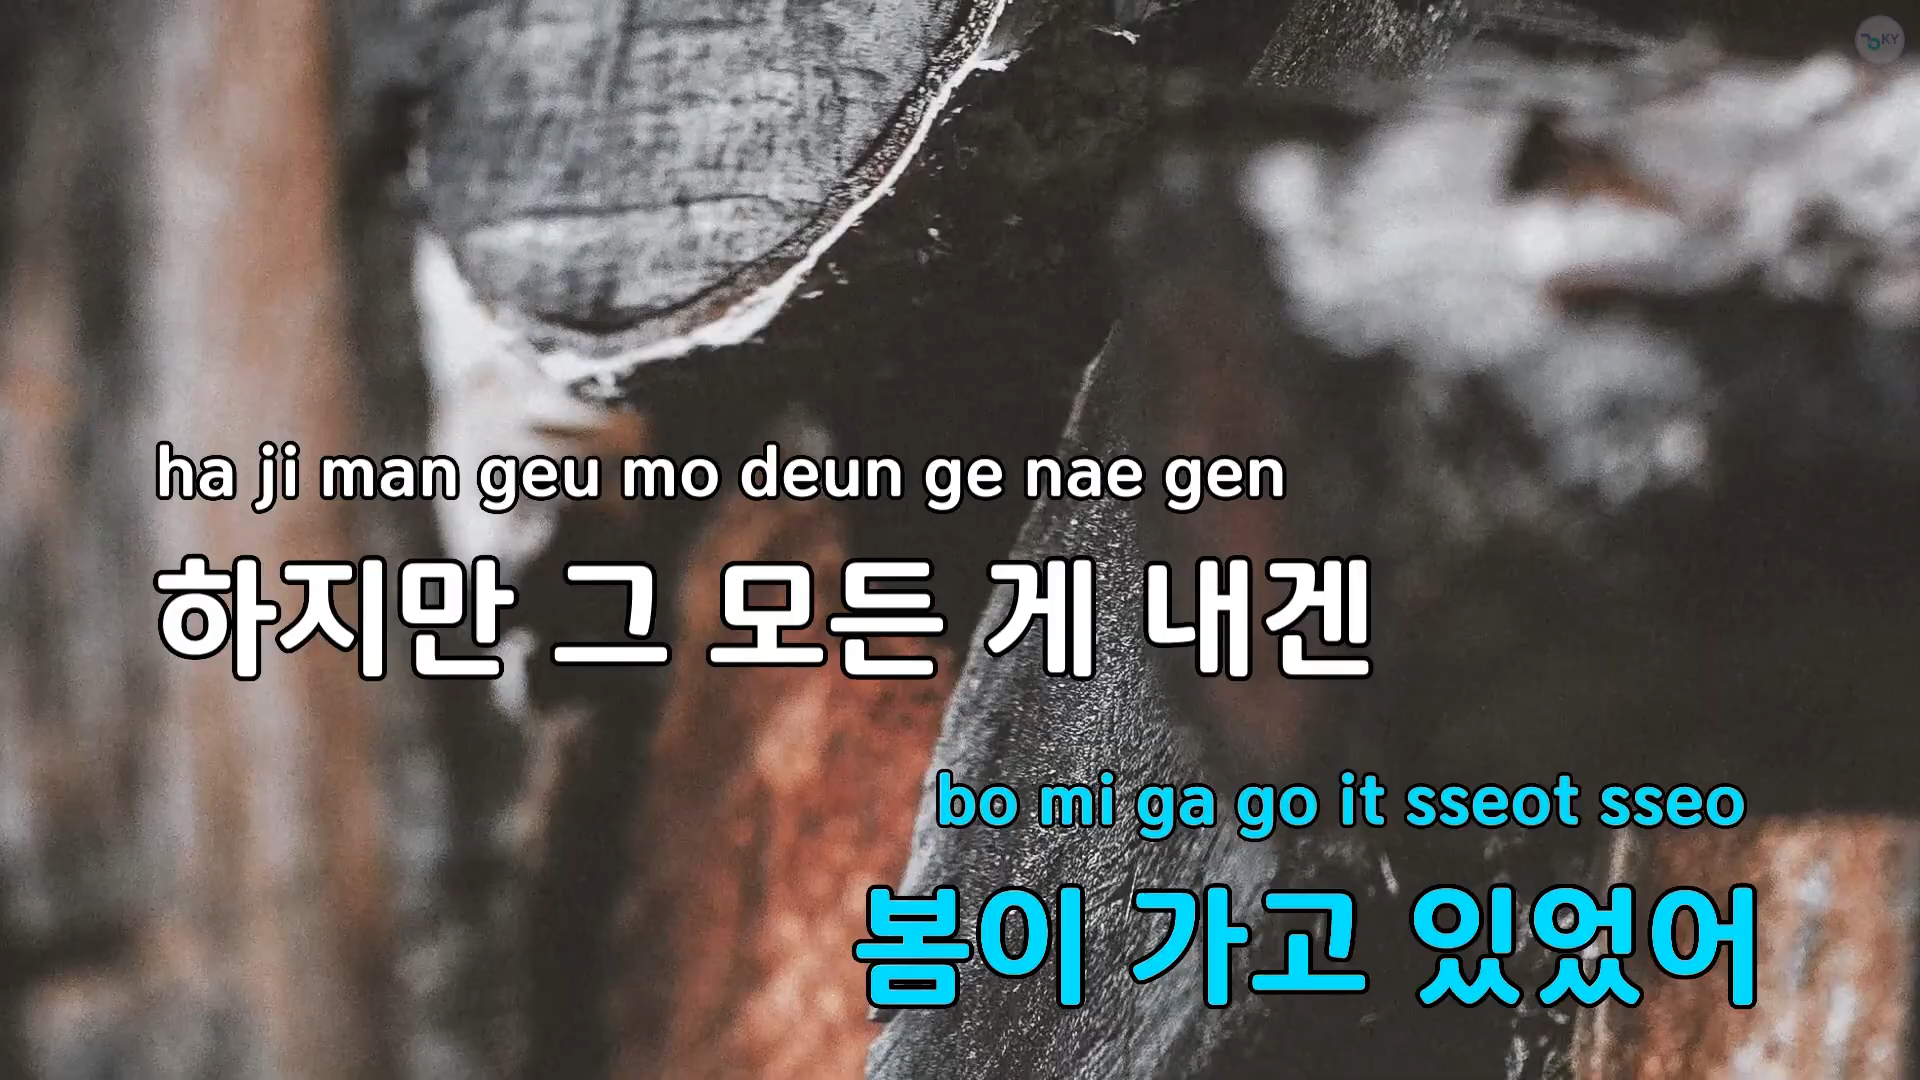 KY
ha ji man geu mo deun ge nae gen
하지만 그 모든 게 내겐
bo mi ga go it sseot sseo
봄이 가고 있었어